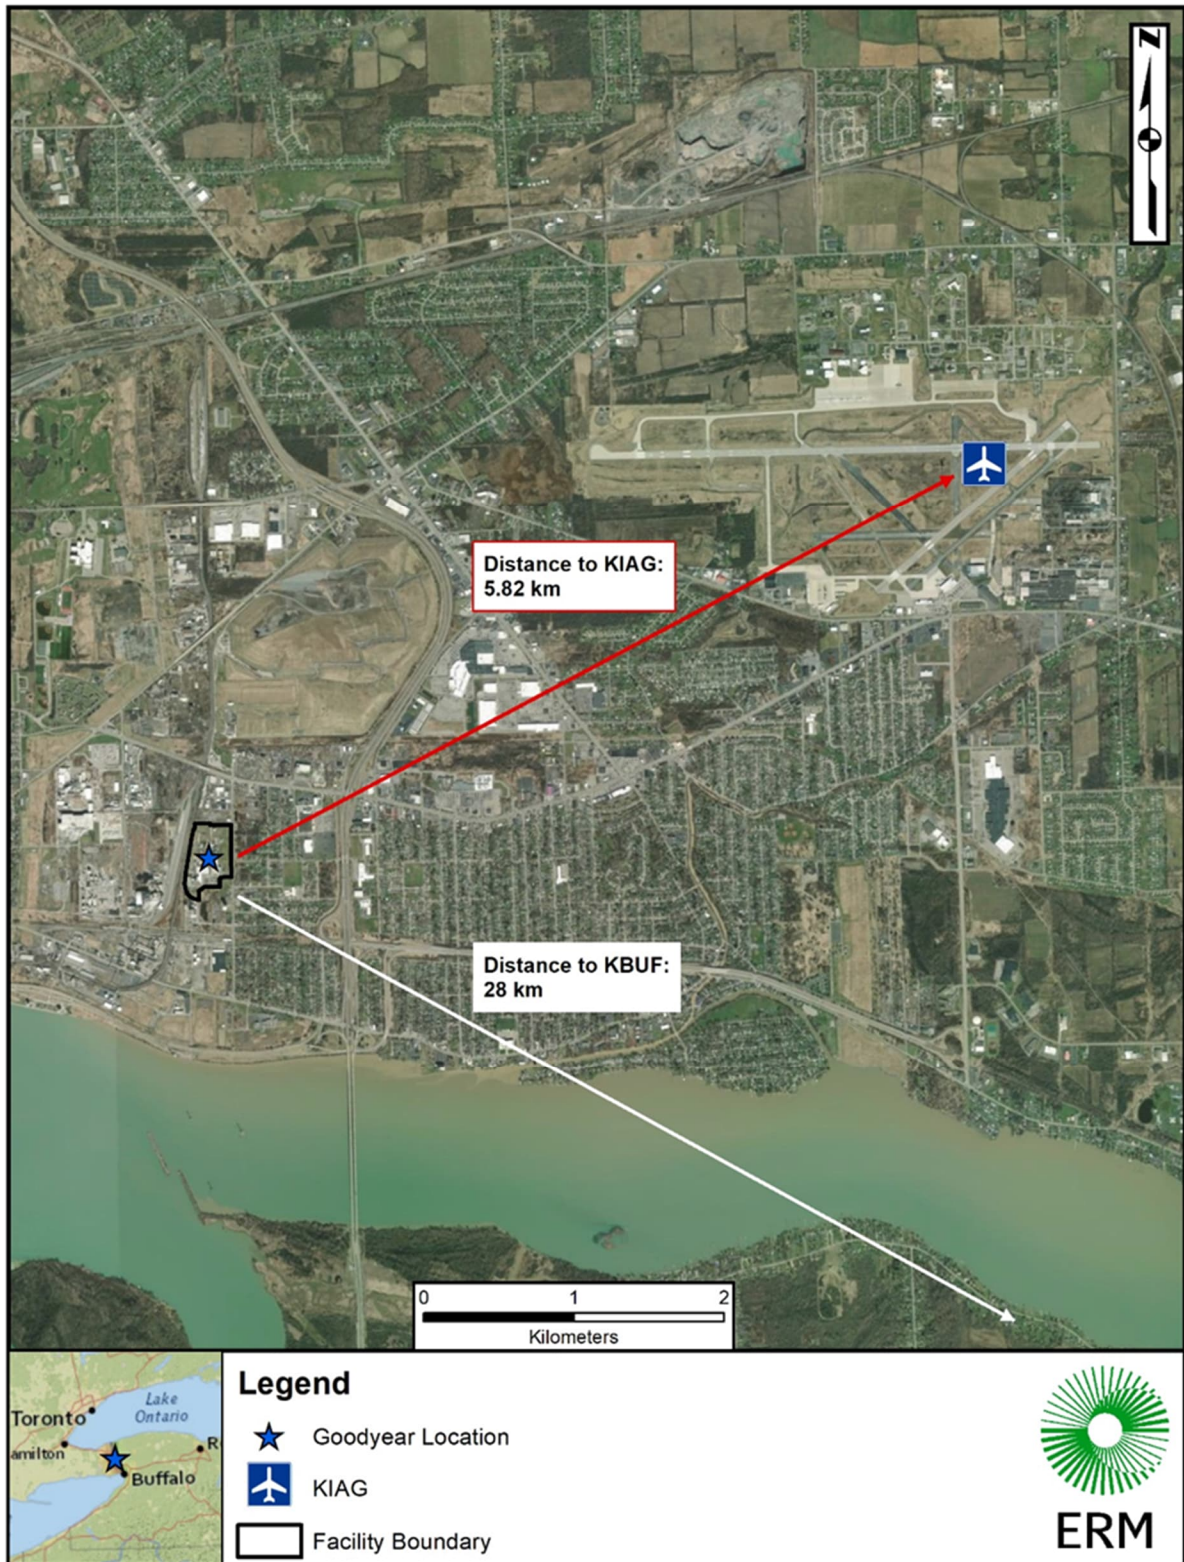 N
Distance to KIAG:
5.82 km
Distance to KBUF:
28 km
0 1 2
Kilometers
Lake
Ontario
Toronto
amilton
R
Buffalo
Legend
Goodyear Location
KIAG
Facility Boundary
ERM